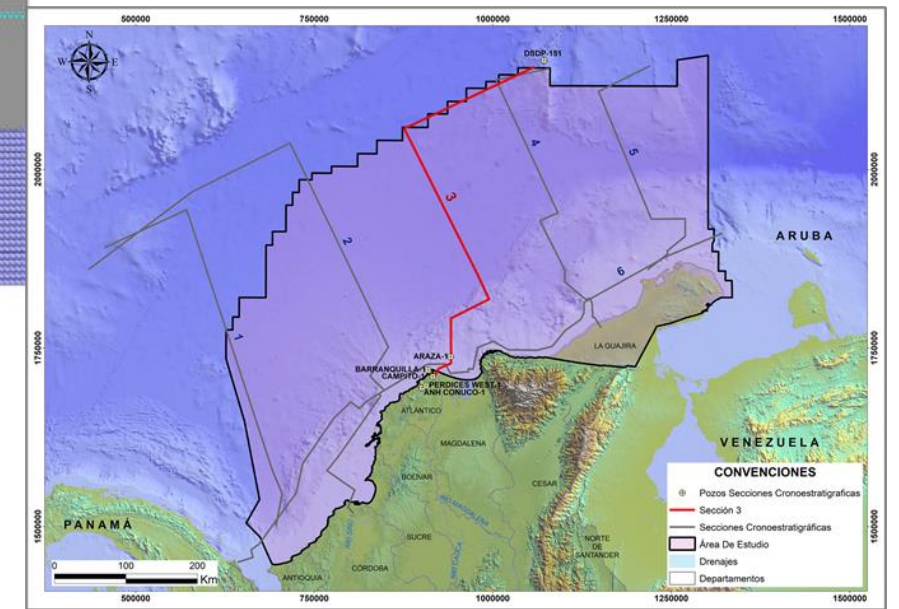 500000 750000 1000000 1250000 1500000
N
W E
S
DSDP-151
2000000 2000000
4
5
3
2
ARUBA
6
1
1750000 1750000
LA GUAJIRA
ARAZA-1
BARRANQUILLA-1
CAMPITO-1
PERDICES WEST-1
ANH CONUCO-1
ATLANTICO
MAGDALENA
VENEZUELA
BOLIVAR
CESAR
RIO MAGDALENA
PANAMÁ
1500000 1500000
SUCRE
NORTE
DE
SANTANDER
CÓRDOBA
ANTIOQUIA
0 100 200
Km
CONVENCIONES
Pozos Secciones Cronoestratigraficas
Sección 3
Secciones Cronoestratigráficas
Área De Estudio
Drenajes
Departamentos
500000 750000 1000000 1250000 1500000